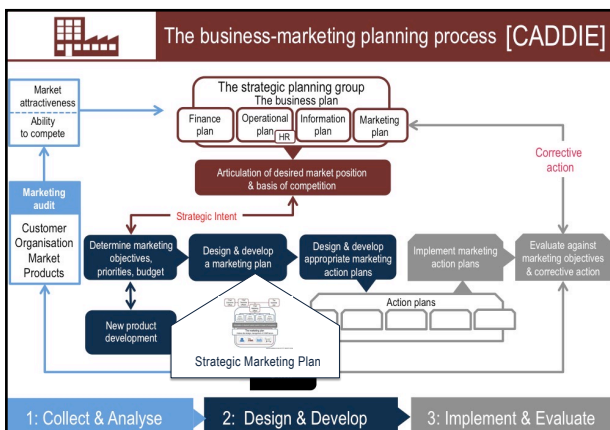 The business-marketing planning process [CADDIE]
Market
attractiveness
Ability
to compete
The strategic planning group
The business plan
Finance
plan
Operational
plan
HR
Information
plan
Marketing
plan
Articulation of desired market position
& basis of competition
Corrective
action
Marketing
audit
Customer
Organisation
Market
Products
Strategic Intent
Determine marketing
objectives,
priorities, budget
Design & develop
a marketing plan
Design & develop
appropriate marketing
action plans
Implement marketing
action plans
Evaluate against
marketing objectives
& corrective action
New product
development
Action plans
Strategic Marketing Plan
1: Collect & Analyse
2: Design & Develop
3: Implement & Evaluate